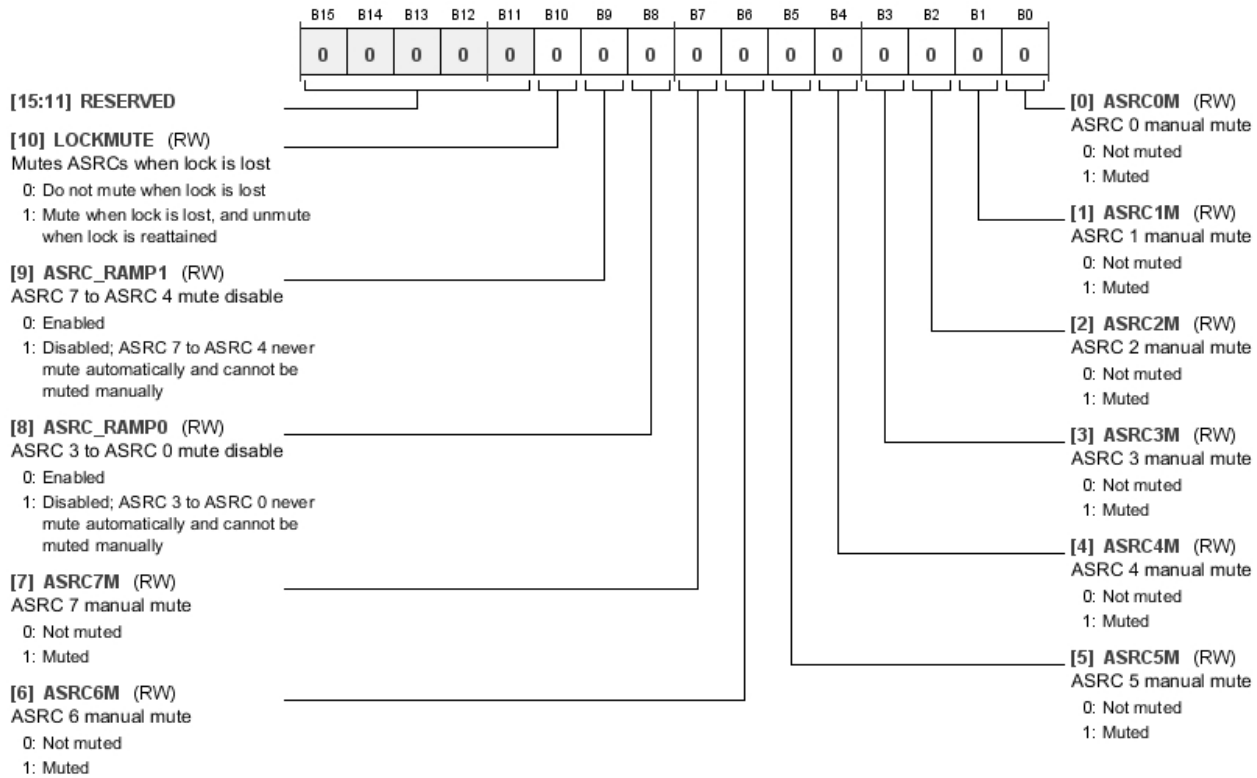 B15 B14 B13 B12 B11 B10 B9 B8 B7 B6 B5 B4 B3 B2 B1 B0
0 0 0 0 0 0 0 0 0 0 0 0 0 0 0 0
[15:11] RESERVED
[10] LOCKMUTE (RW)
Mutes ASRCs when lock is lost
0: Do not mute when lock is lost
1: Mute when lock is lost, and unmute
when lock is reattained
[9] ASRC_RAMP1 (RW)
ASRC 7 to ASRC 4 mute disable
0: Enabled
1: Disabled; ASRC 7 to ASRC 4 never
mute automatically and cannot be
muted manually
[8] ASRC_RAMP0 (RW)
ASRC 3 to ASRC 0 mute disable
0: Enabled
1: Disabled; ASRC 3 to ASRC 0 never
mute automatically and cannot be
muted manually
[7] ASRC7M (RW)
ASRC 7 manual mute
0: Not muted
1: Muted
[6] ASRC6M (RW)
ASRC 6 manual mute
0: Not muted
1: Muted
[0] ASRC0M (RW)
ASRC 0 manual mute
0: Not muted
1: Muted
[1] ASRC1M (RW)
ASRC 1 manual mute
0: Not muted
1: Muted
[2] ASRC2M (RW)
ASRC 2 manual mute
0: Not muted
1: Muted
[3] ASRC3M (RW)
ASRC 3 manual mute
0: Not muted
1: Muted
[4] ASRC4M (RW)
ASRC 4 manual mute
0: Not muted
1: Muted
[5] ASRC5M (RW)
ASRC 5 manual mute
0: Not muted
1: Muted